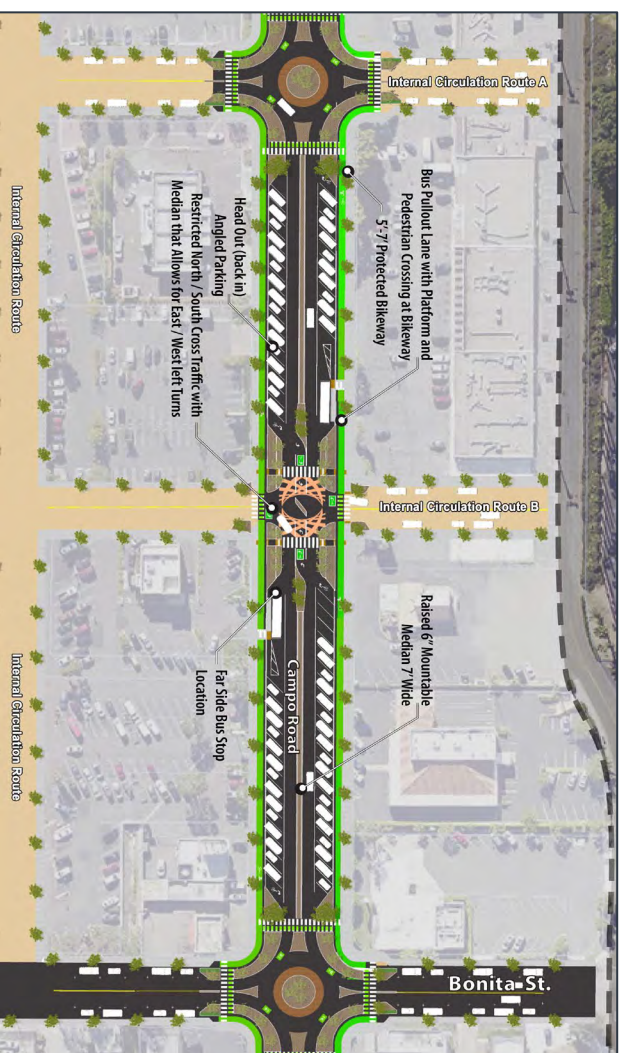 Internal Circulation Route A
Bus Pullout Lane with Platform and
Pedestrian Crossing at Bikeway
5'-7' Protected Bikeway
Head Out (back in)
Angled Parking
Restricted North / South Cross Traffic with
Median that Allows for East / West left Turns
Internal Circulation Route
Internal Circulation Route B
Raised 6" Mountable
Median 7' Wide
Campo Road
Far Side Bus Stop
Location
Internal Circulation Route
Bonita St.